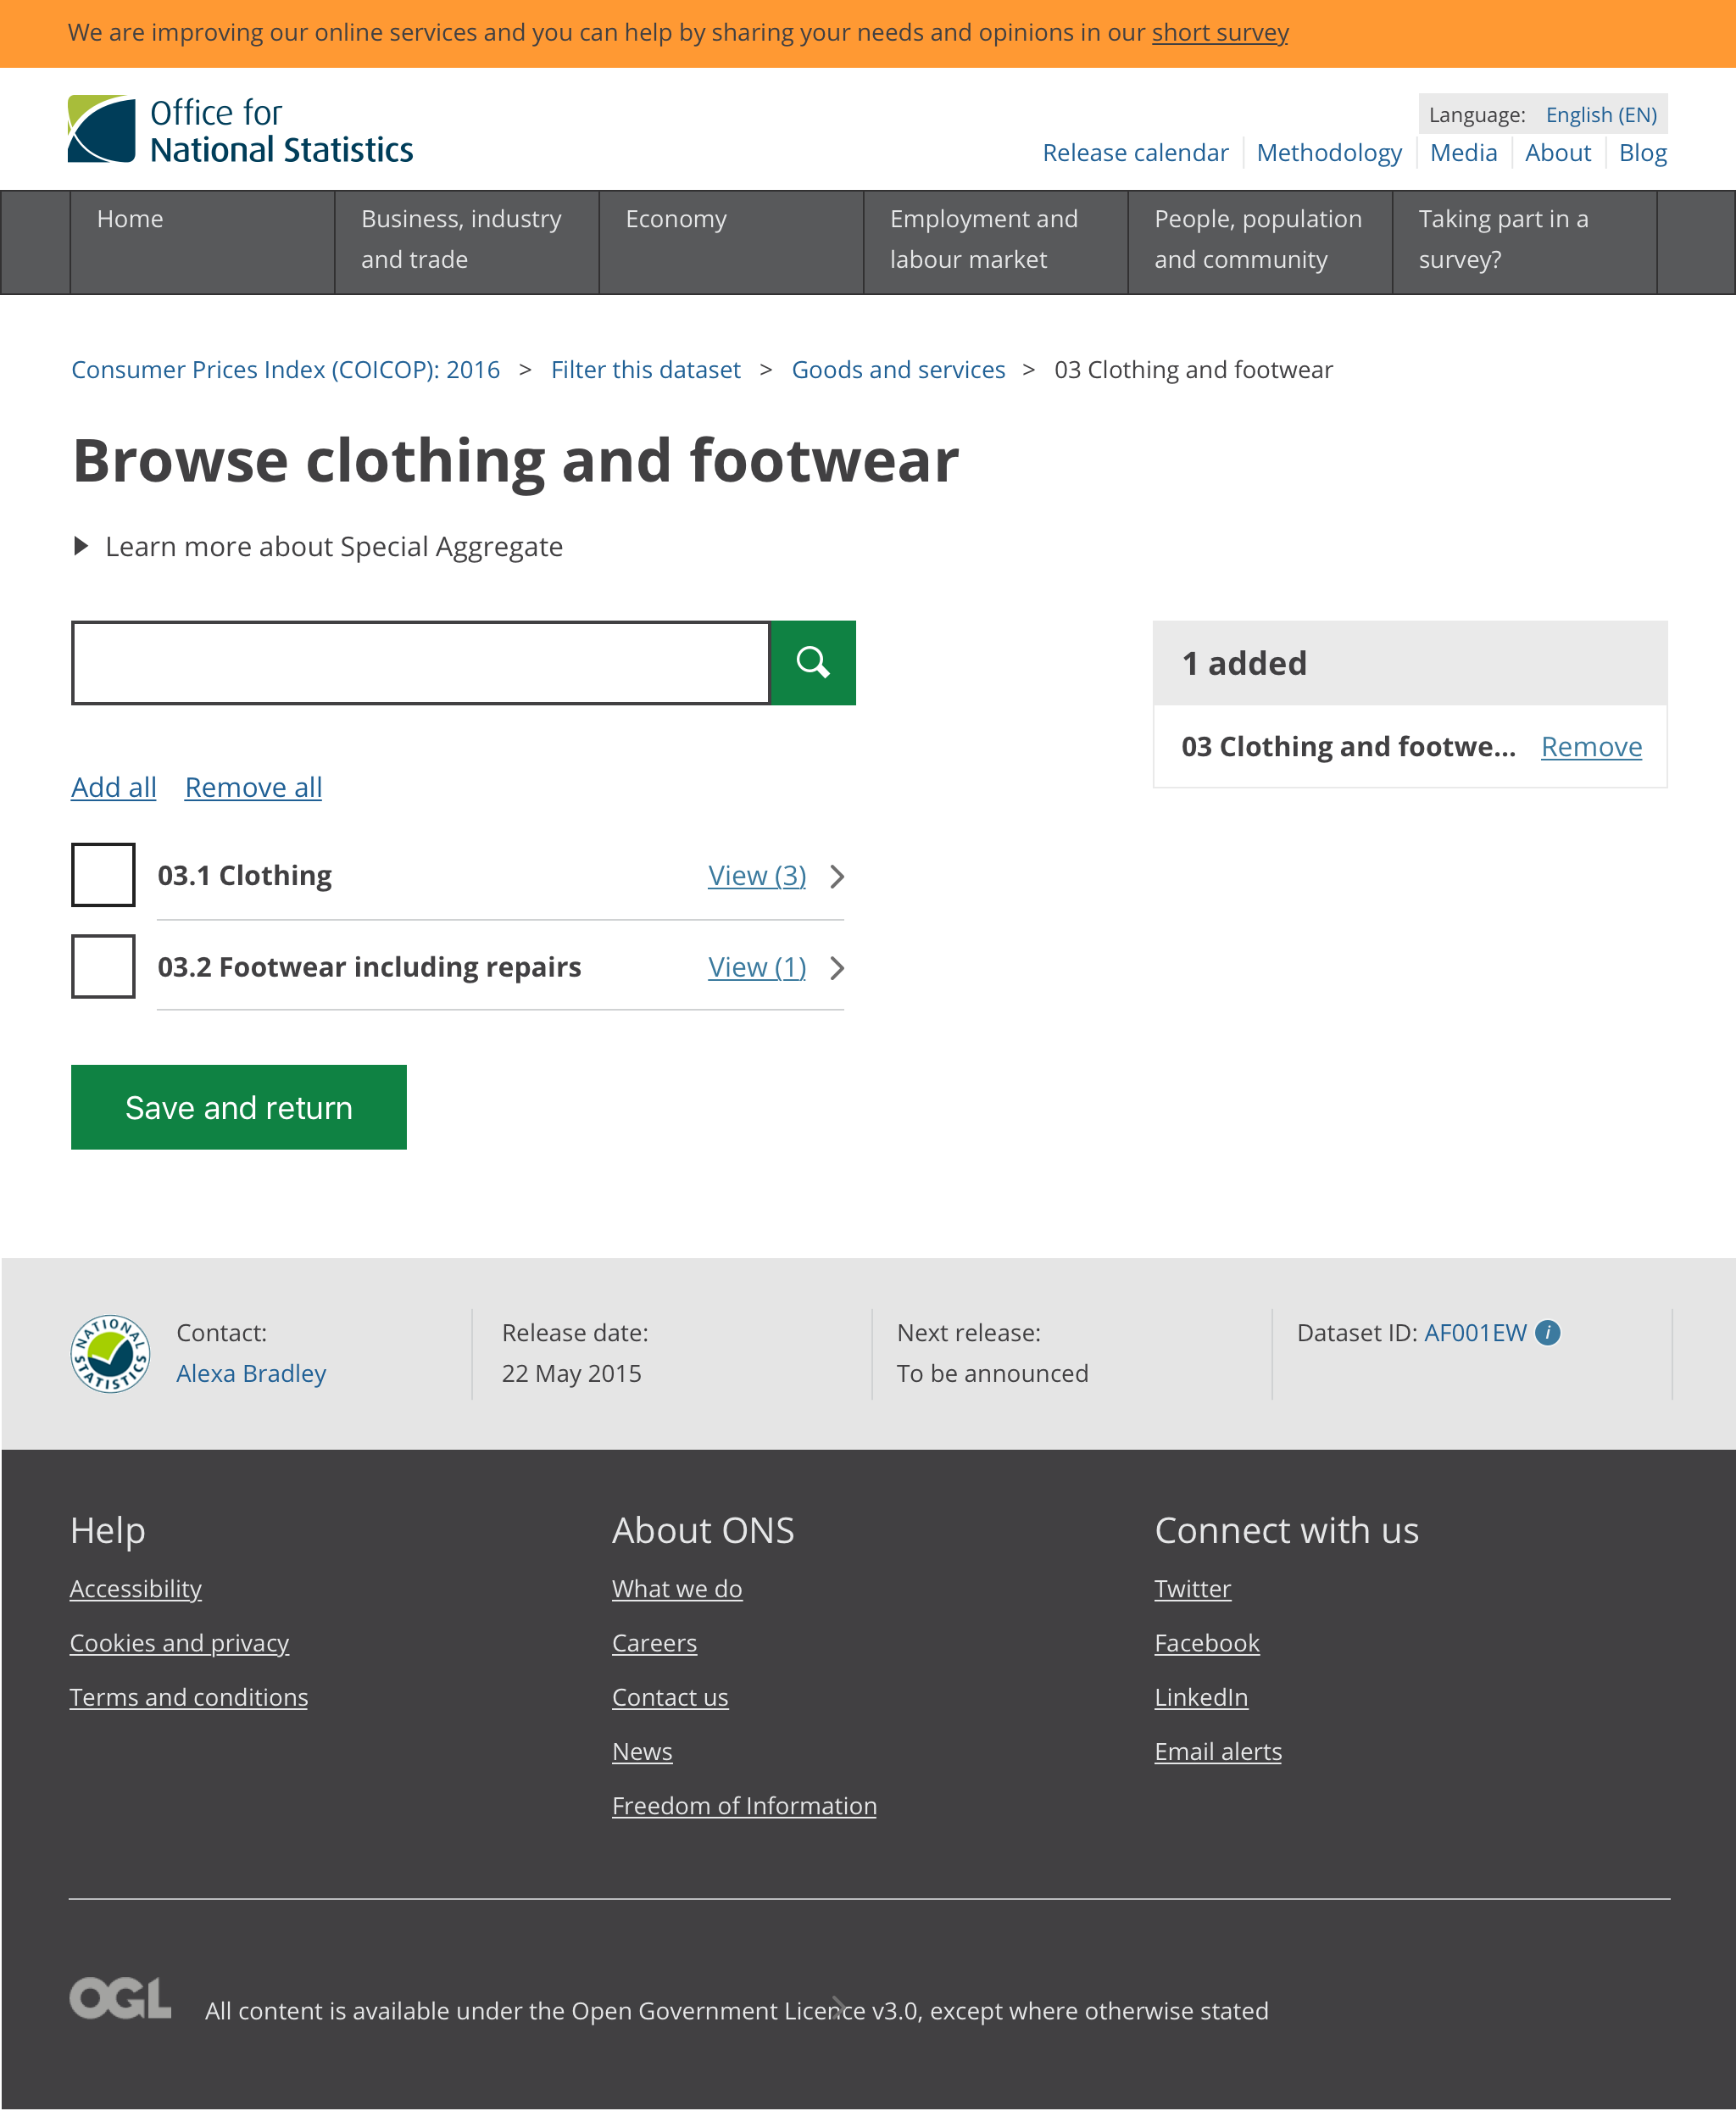 We are improving our online services and you can help by sharing your needs and opinions in our short survey
Office for
National Statistics
Language: English (EN)
Release calendar Methodology Media About Blog
Home
Business, industry
and trade
Economy
Employment and
labour market
People, population
and community
Taking part in a
survey?
Consumer Prices Index (COICOP): 2016 > Filter this dataset > Goods and services > 03 Clothing and footwear
Browse clothing and footwear
Learn more about Special Aggregate
1 added
03 Clothing and footwe... Remove
Add all Remove all
03.1 Clothing View (3)
03.2 Footwear including repairs View (1)
Save and return
NATIONAL STATISTICS
Contact:
Alexa Bradley
Release date:
22 May 2015
Next release:
To be announced
Dataset ID: AF001EW i
Help
Accessibility
Cookies and privacy
Terms and conditions
About ONS
What we do
Careers
Contact us
News
Freedom of Information
Connect with us
Twitter
Facebook
LinkedIn
Email alerts
OGL All content is available under the Open Government Licence v3.0, except where otherwise stated